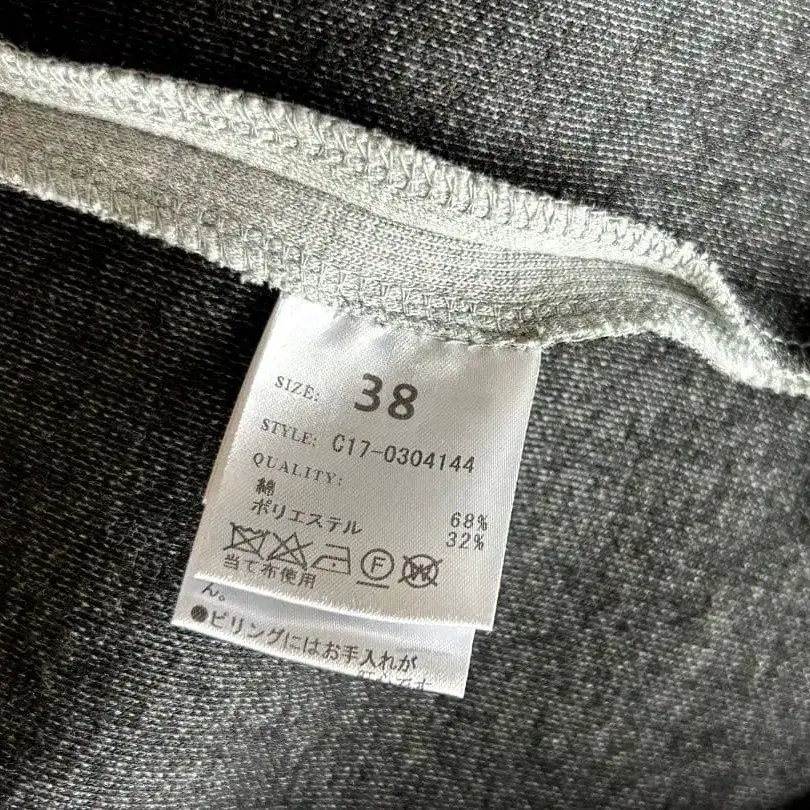 SIZE: 38
STYLE: C17-0304144
QUALITY:
綿 68%
ポリエステル 32%
F W
当て布使用
ん。
●ピリングにはお手入れが